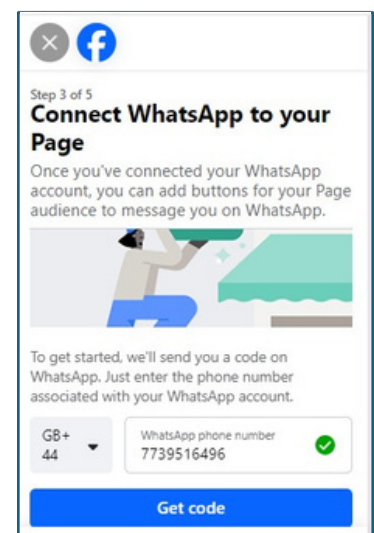 Step 3 of 5
Connect WhatsApp to your
Page
Once you've connected your WhatsApp
account, you can add buttons for your Page
audience to message you on WhatsApp.
To get started, we'll send you a code on
WhatsApp. Just enter the phone number
associated with your WhatsApp account.
GB+
44
WhatsApp phone number
7739516496
Get code